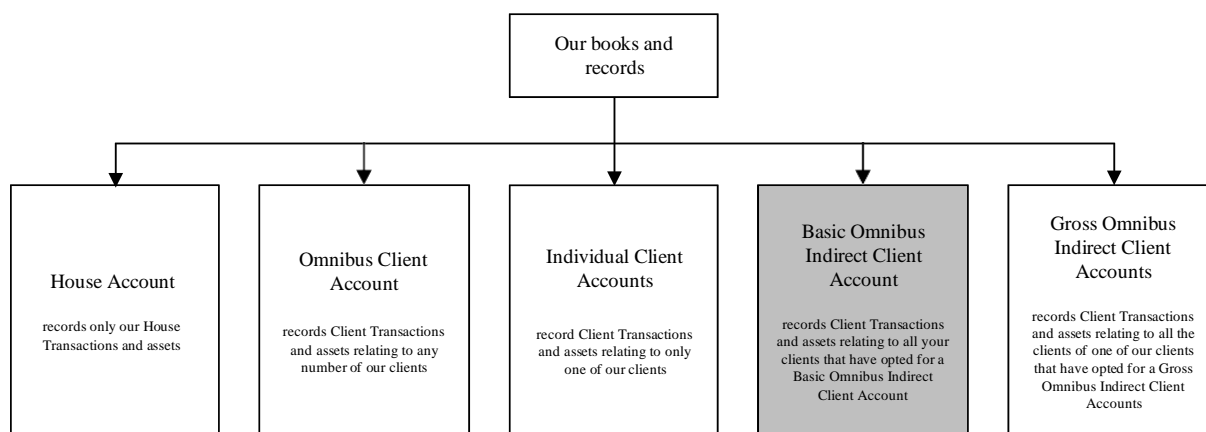 Our books and
records
House Account
records only our House
Transactions and assets
Omnibus Client
Account
records Client Transactions
and assets relating to any
number of our clients
Individual Client
Accounts
record Client Transactions
and assets relating to only
one of our clients
Basic Omnibus
Indirect Client
Account
records Client Transactions
and assets relating to all your
clients that have opted for a
Basic Omnibus Indirect
Client Account
Gross Omnibus
Indirect Client
Accounts
records Client Transactions
and assets relating to all the
clients of one of our clients
that have opted for a Gross
Omnibus Indirect Client
Accounts